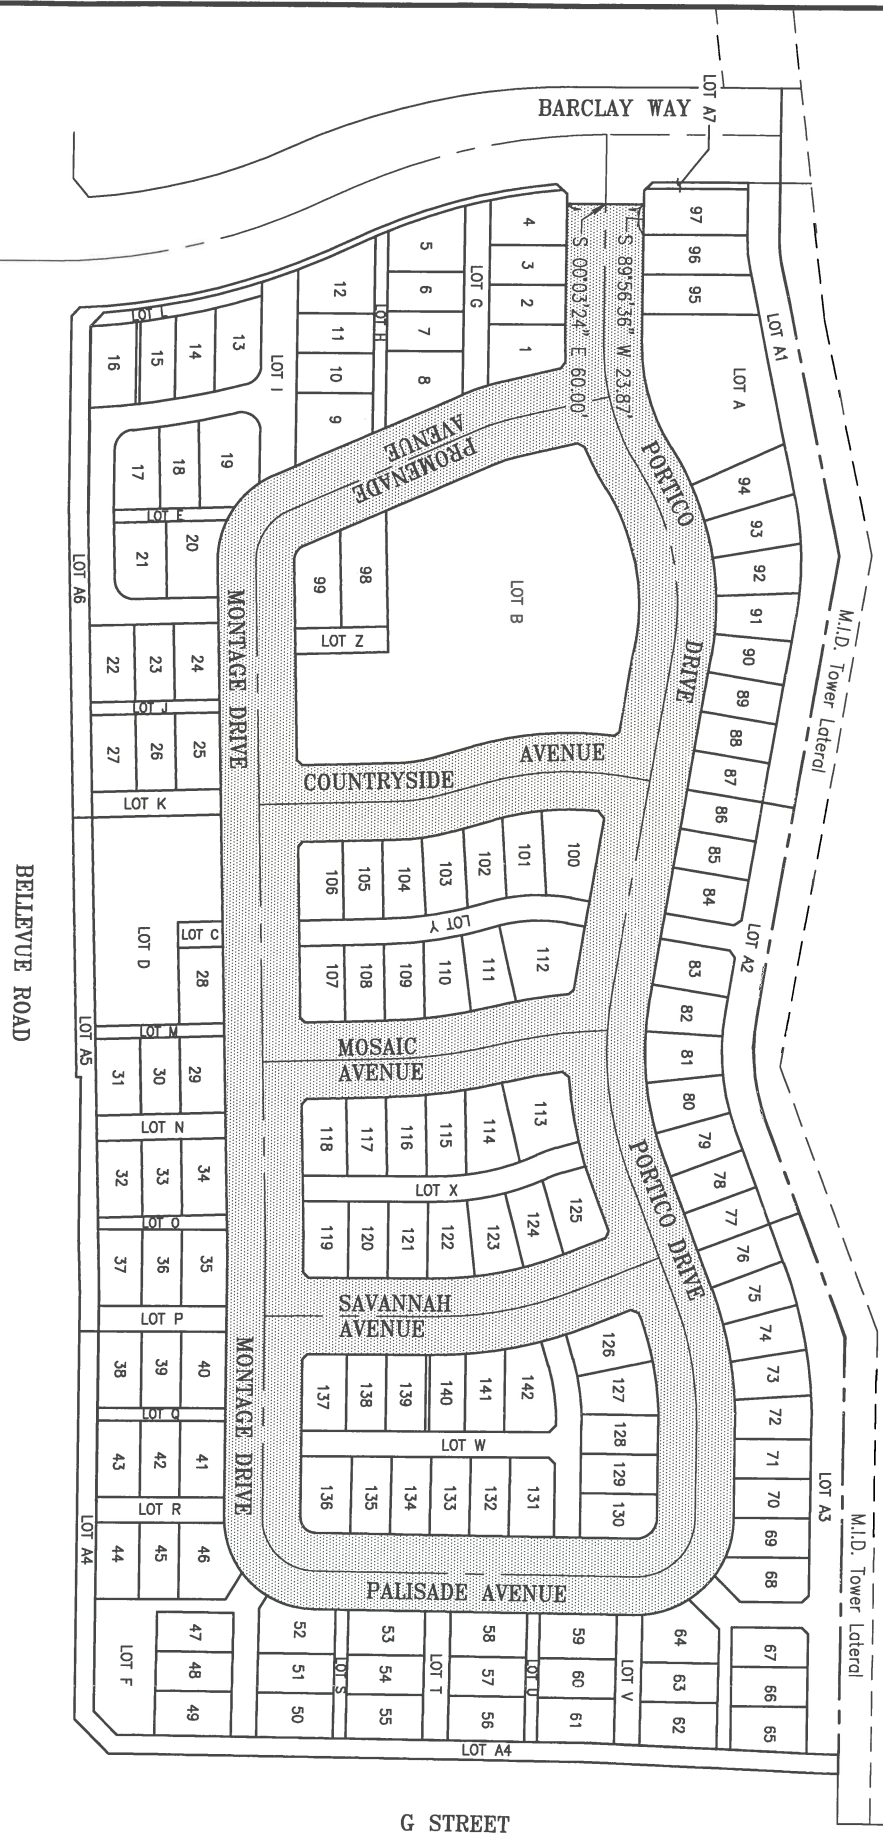 BARCLAY WAY
LOT A7
97
96
95
4
3
2
1
S 89°56'36" W 23.87'
S 00°03'24" E 60.00'
LOT G
5
6
7
8
LOT H
12
11
10
9
LOT I
13
14
15
16
LOT L
LOT A1
LOT A
PROMENADE
AVENUE
PORTICO
DRIVE
94
93
92
91
90
89
88
87
86
85
84
M.I.D. Tower Lateral
19
18
17
LOT E
20
21
LOT A6
98
99
LOT Z
LOT B
MONTAGE DRIVE
24
23
22
LOT J
25
26
27
LOT K
COUNTRYSIDE
AVENUE
100
101
102
103
104
105
106
LOT Y
112
111
110
109
108
107
LOT C
LOT D
28
LOT M
LOT A5
LOT A2
83
82
81
80
79
78
77
76
75
74
73
72
71
70
69
68
BELLEVUE ROAD
MOSAIC
AVENUE
29
30
31
LOT N
113
114
115
116
117
118
LOT X
125
124
123
122
121
120
119
PORTICO DRIVE
34
33
32
LOT O
35
36
37
LOT P
SAVANNAH
AVENUE
MONTAGE DRIVE
40
39
38
LOT Q
41
42
43
LOT R
46
45
44
LOT A4
126
127
128
129
130
142
141
140
139
138
137
LOT W
131
132
133
134
135
136
LOT A3
M.I.D. Tower Lateral
PALISADE AVENUE
47
48
49
LOT F
52
51
50
LOT S
53
54
55
LOT T
58
57
56
LOT U
59
60
61
LOT V
64
63
62
67
66
65
LOT A4
G STREET